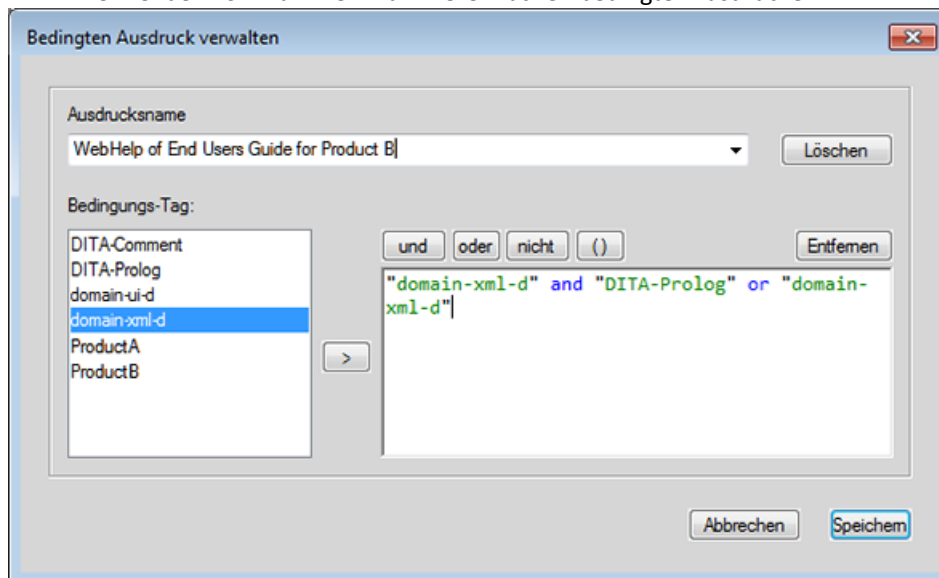 Bedingten Ausdruck verwalten
Ausdrucksname
WebHelp of End Users Guide for Product B
Löschen
Bedingungs-Tag:
DITA-Comment
DITA-Prolog
domain-ui-d
domain-xml-d
ProductA
ProductB
>
und oder nicht ()
Entfernen
"domain-xml-d" and "DITA-Prolog" or "domain-
xml-d"
Abbrechen
Speichern